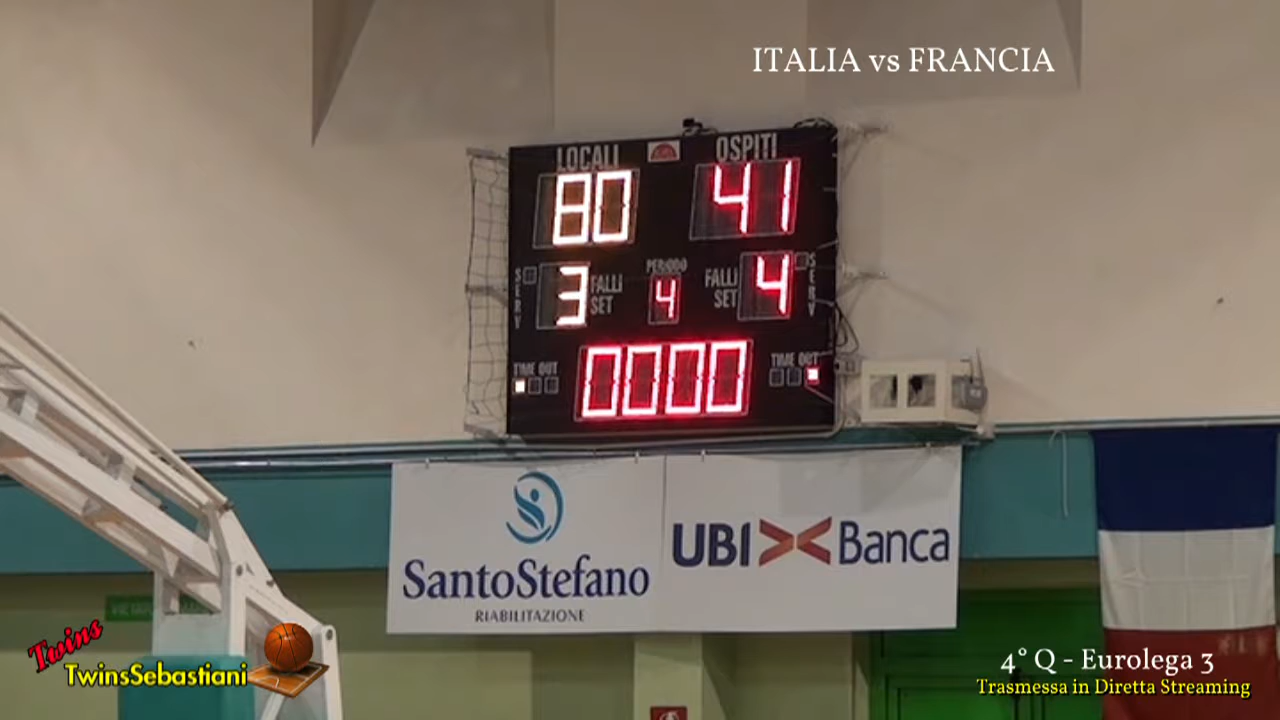 ITALIA vs FRANCIA
LOCALI OSPITI
80 41
SERV 3 FALLI SET PERIODO 4 FALLI SET 4 SERV
TIME OUT 0000 TIME OUT
SantoStefano
RIABILITAZIONE
UBI Banca
Twins
TwinsSebastiani
4° Q - Eurolega 3
Trasmessa in Diretta Streaming